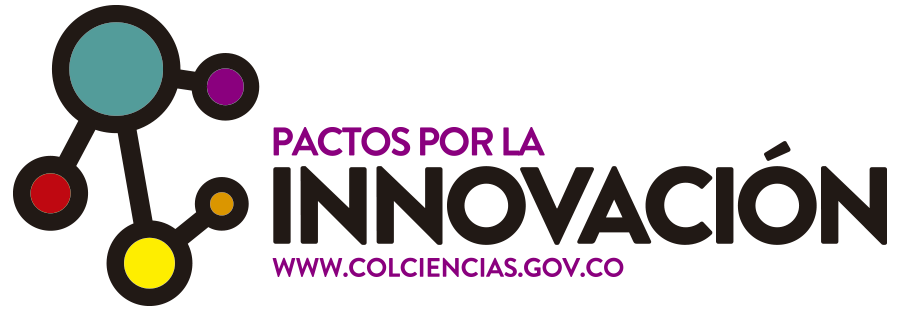 PACTOS POR LA
INNOVACIÓN
WWW.COLCIENCIAS.GOV.CO